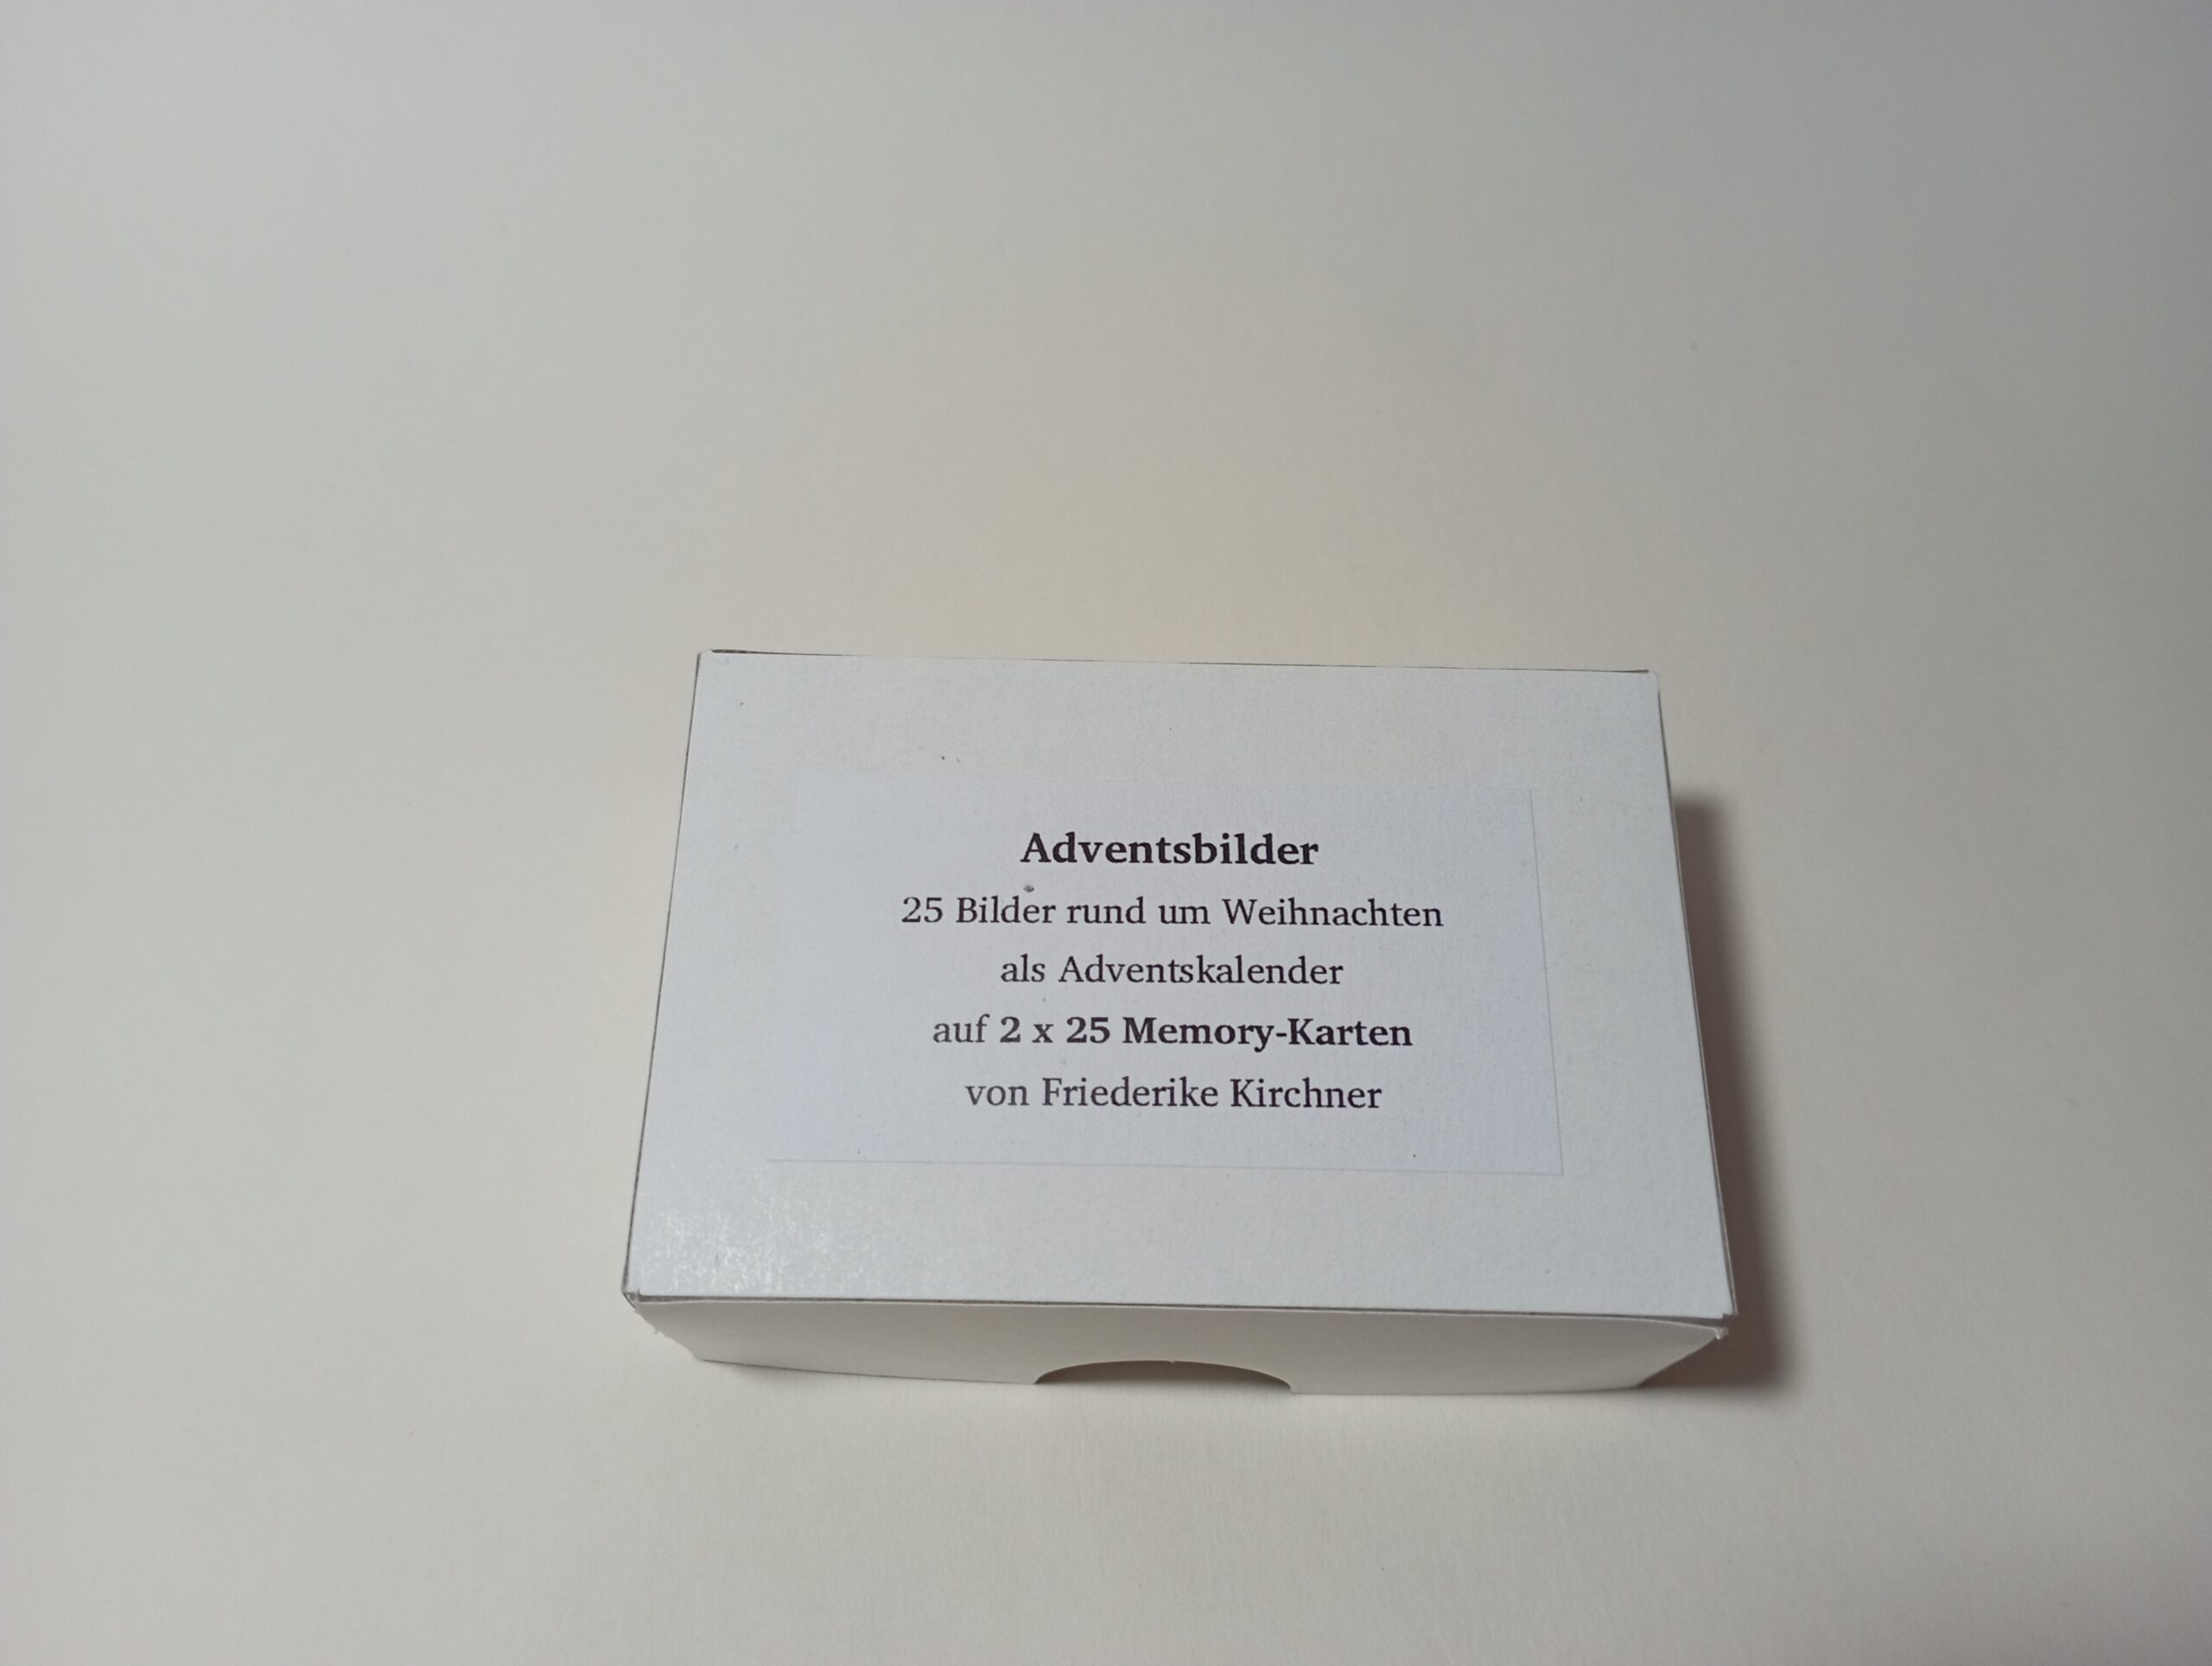 Adventsbilder
25 Bilder rund um Weihnachten
als Adventskalender
auf 2 x 25 Memory-Karten
von Friederike Kirchner